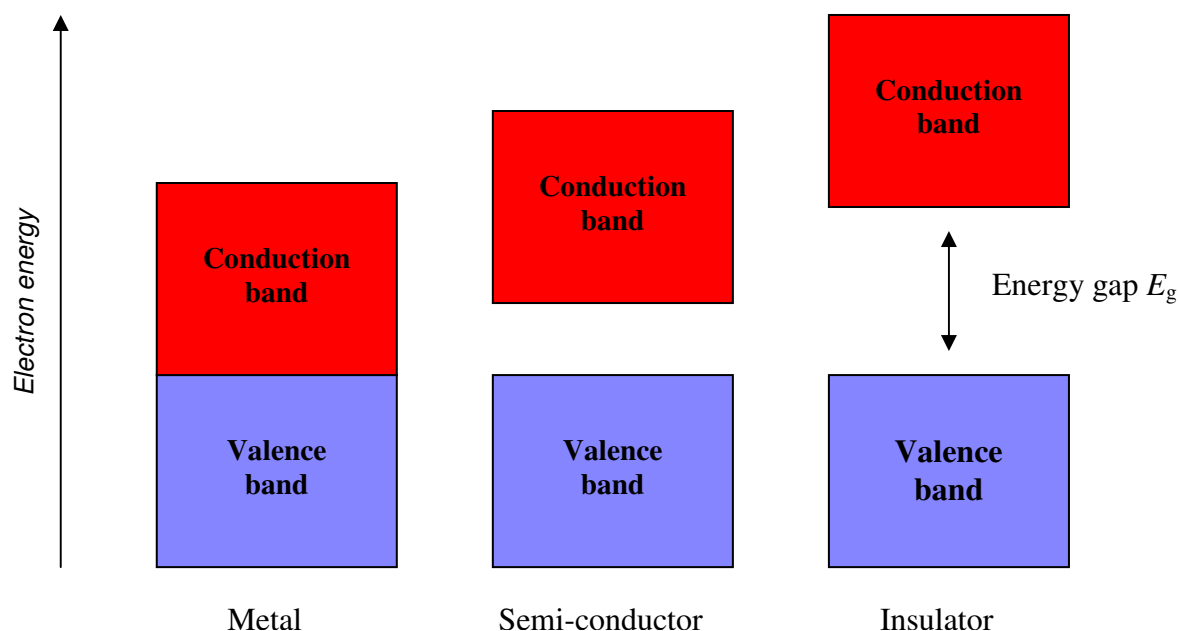 Electron energy
Conduction
band
Valence
band
Metal
Conduction
band
Valence
band
Semi-conductor
Conduction
band
Energy gap Eg
Valence
band
Insulator